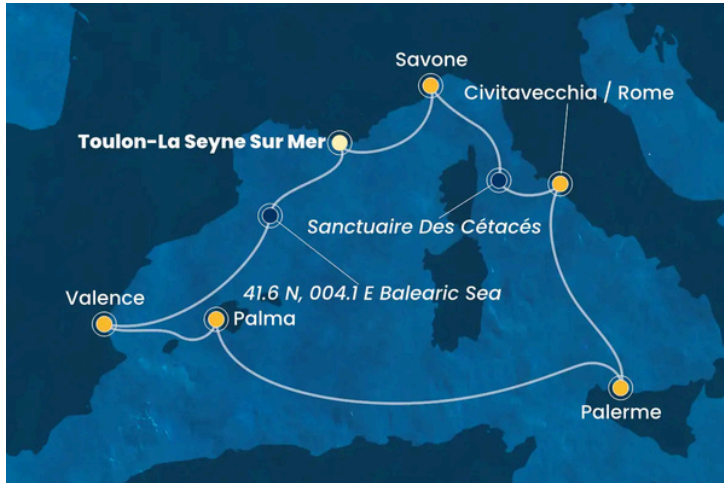 Savone
Civitavecchia / Rome
Toulon-La Seyne Sur Mer
Sanctuaire Des Cétacés
41.6 N, 004.1 E Balearic Sea
Valence
Palma
Palerme